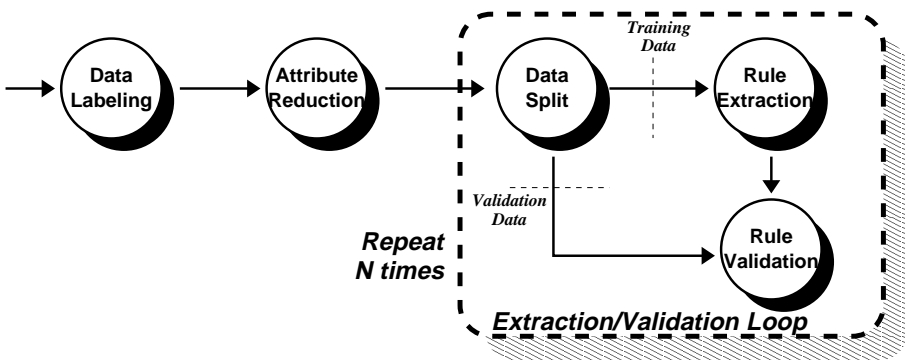 Data
Labeling
Attribute
Reduction
Data
Split
Training
Data
Rule
Extraction
Validation
Data
Rule
Validation
Repeat
N times
Extraction/Validation Loop